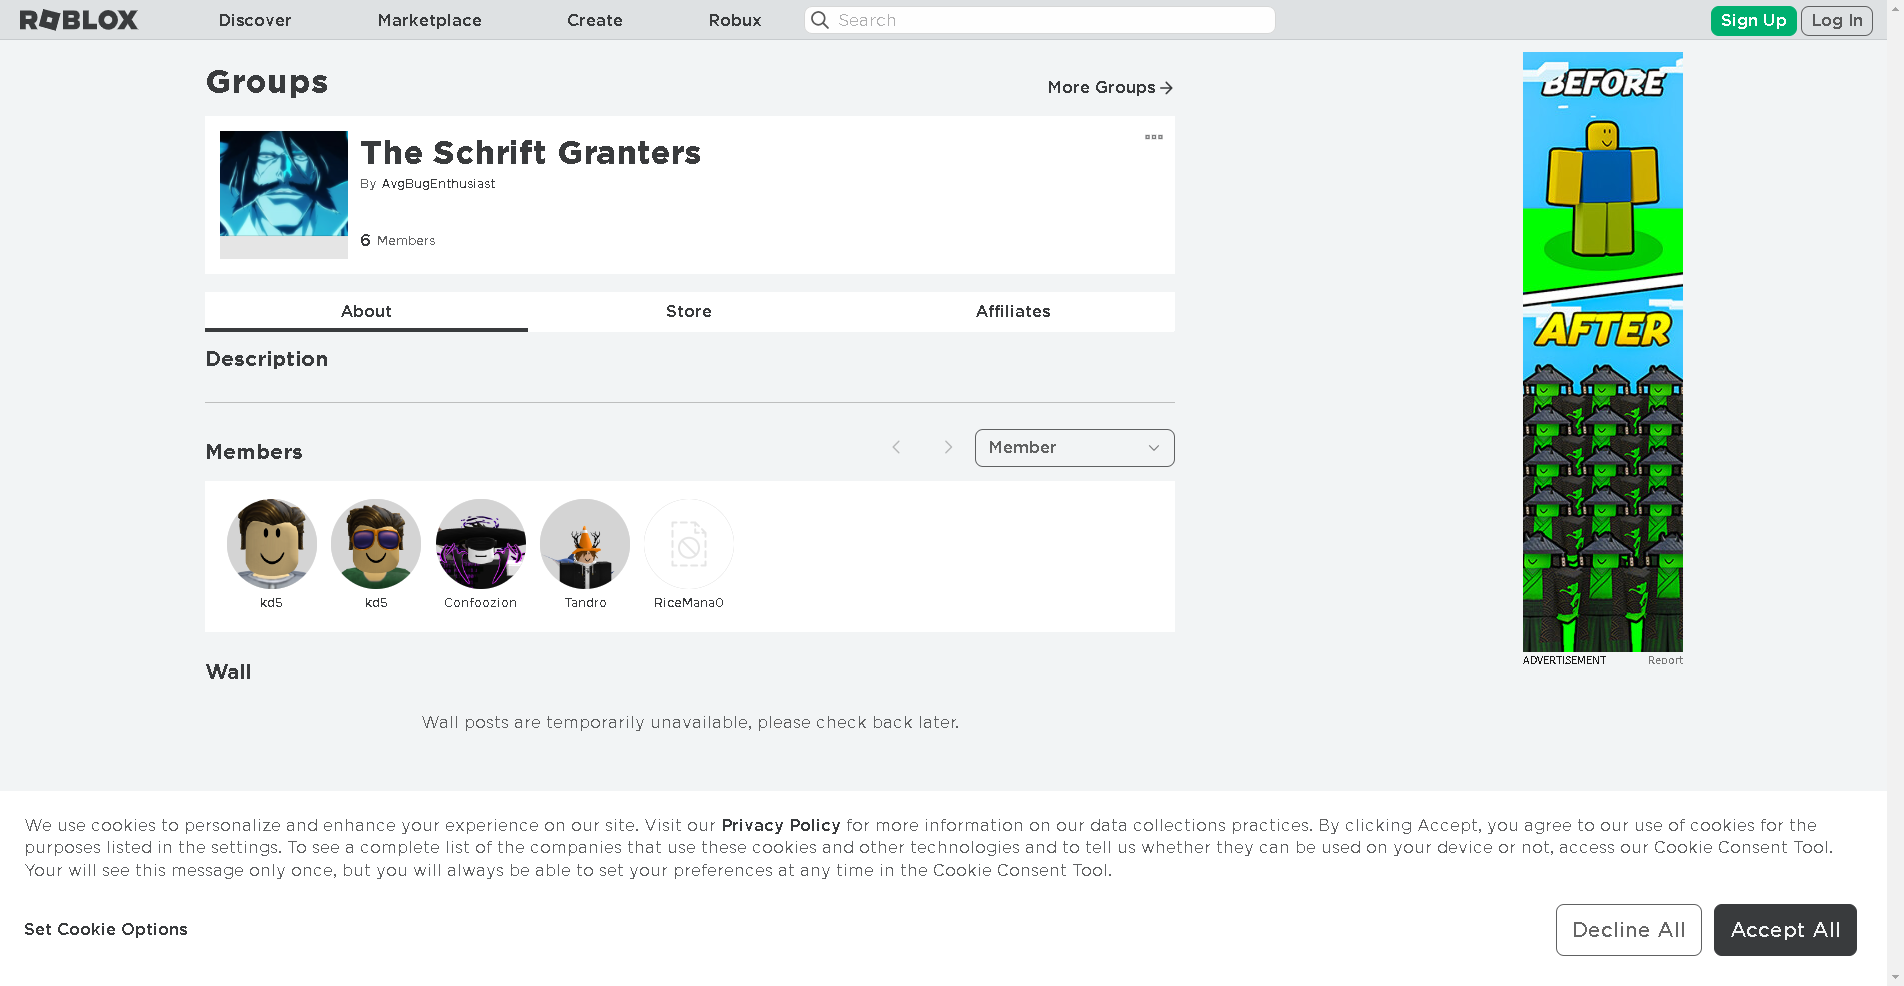 ROBLOX
Discover
Marketplace
Create
Robux
Search
Sign Up
Log In
Groups
More Groups
The Schrift Granters
By AvgBugEnthusiast
6 Members
About
Store
Affiliates
Description
Members
Member
kd5
kd5
Confoozion
Tandro
RiceMana0
Wall
Wall posts are temporarily unavailable, please check back later.
BEFORE
AFTER
ADVERTISEMENT
Report
We use cookies to personalize and enhance your experience on our site. Visit our Privacy Policy for more information on our data collections practices. By clicking Accept, you agree to our use of cookies for the
purposes listed in the settings. To see a complete list of the companies that use these cookies and other technologies and to tell us whether they can be used on your device or not, access our Cookie Consent Tool.
Your will see this message only once, but you will always be able to set your preferences at any time in the Cookie Consent Tool.
Set Cookie Options
Decline All
Accept All